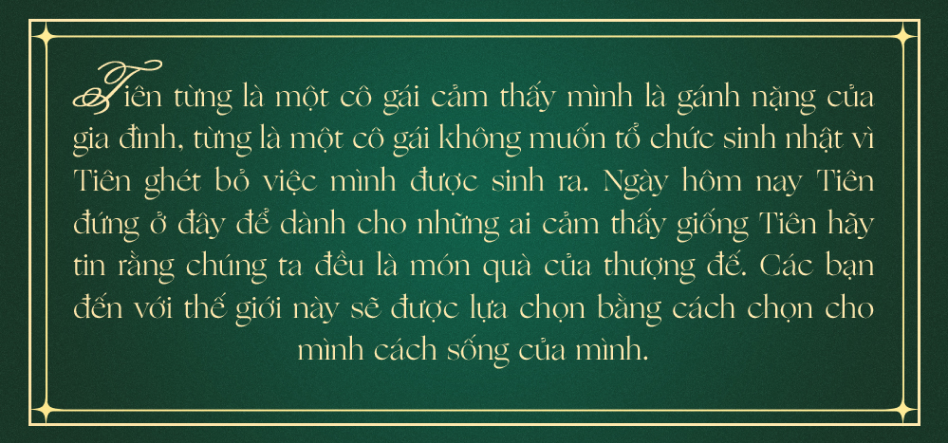 Tiên từng là một cô gái cảm thấy mình là gánh nặng của
gia đình, từng là một cô gái không muốn tổ chức sinh nhật vì
Tiên ghét bỏ việc mình được sinh ra. Ngày hôm nay Tiên
đứng ở đây để dành cho những ai cảm thấy giống Tiên hãy
tin rằng chúng ta đều là món quà của thượng đế. Các bạn
đến với thế giới này sẽ được lựa chọn bằng cách chọn cho
mình cách sống của mình.